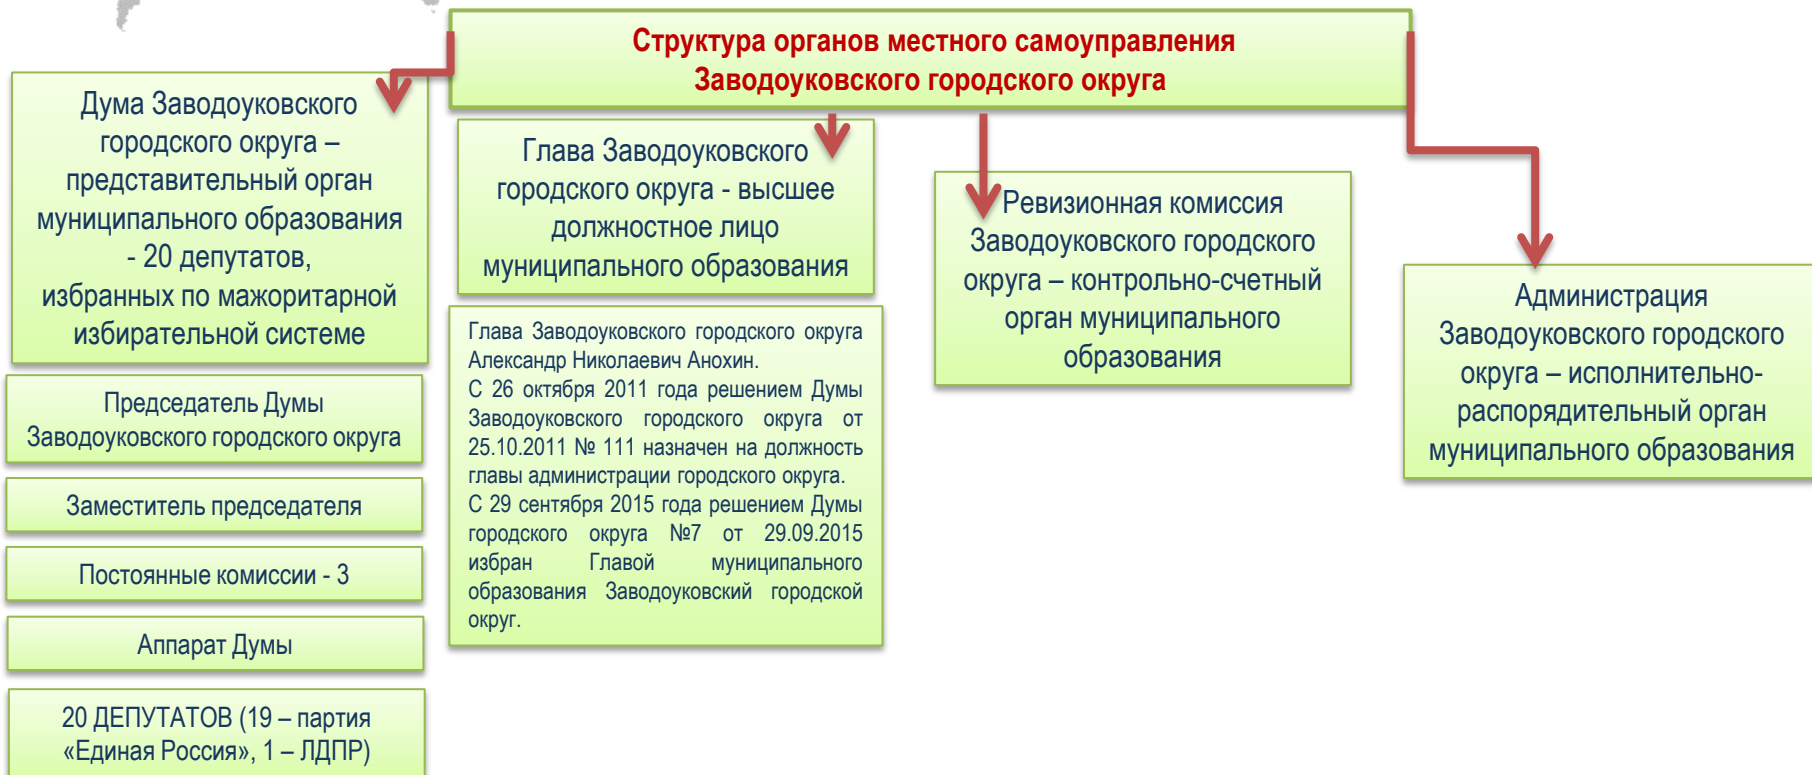 Структура органов местного самоуправления
Заводоуковского городского округа
Дума Заводоуковского
городского округа –
представительный орган
муниципального образования
- 20 депутатов,
избранных по мажоритарной
избирательной системе
Председатель Думы
Заводоуковского городского округа
Заместитель председателя
Постоянные комиссии - 3
Аппарат Думы
20 ДЕПУТАТОВ (19 – партия
«Единая Россия», 1 – ЛДПР)
Глава Заводоуковского
городского округа - высшее
должностное лицо
муниципального образования
Глава Заводоуковского городского округа
Александр Николаевич Анохин.
С 26 октября 2011 года решением Думы
Заводоуковского городского округа от
25.10.2011 № 111 назначен на должность
главы администрации городского округа.
С 29 сентября 2015 года решением Думы
городского округа №7 от 29.09.2015
избран Главой муниципального
образования Заводоуковский городской
округ.
Ревизионная комиссия
Заводоуковского городского
округа – контрольно-счетный
орган муниципального
образования
Администрация
Заводоуковского городского
округа – исполнительно-
распорядительный орган
муниципального образования